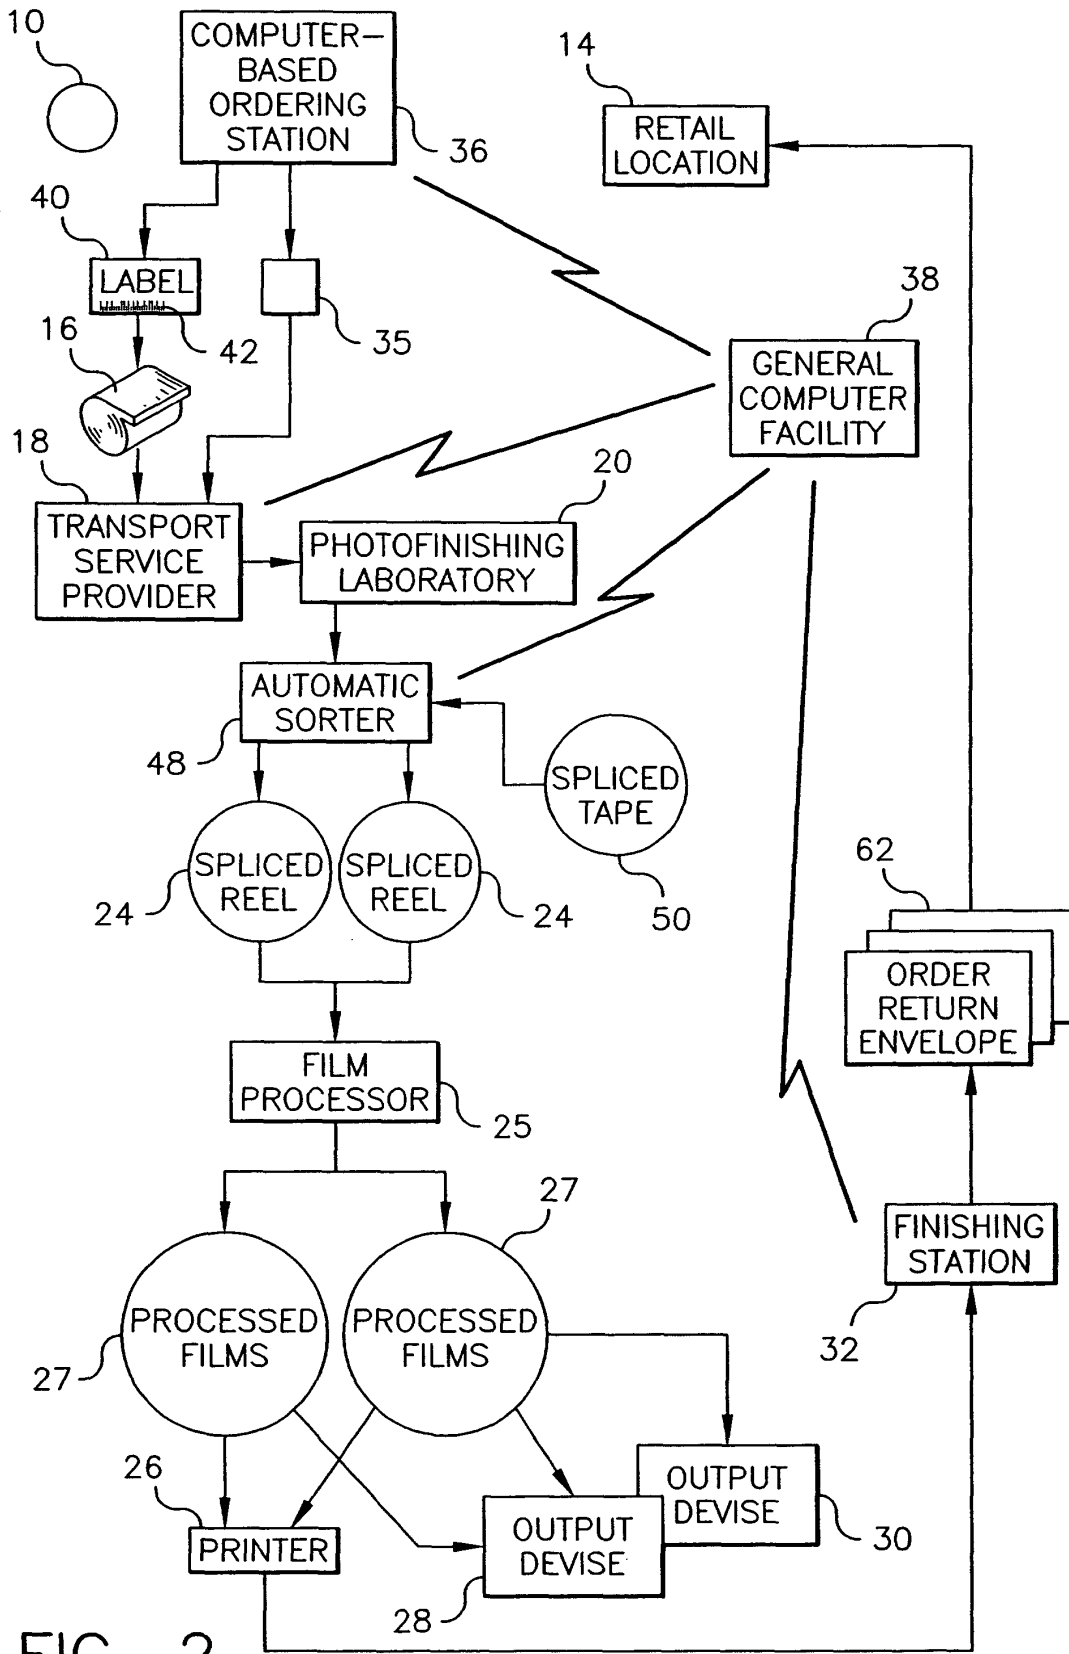 10
COMPUTER-
BASED
ORDERING
STATION
36
14
RETAIL
LOCATION
40
LABEL
42
35
16
38
GENERAL
COMPUTER
FACILITY
18
TRANSPORT
SERVICE
PROVIDER
20
PHOTOFINISHING
LABORATORY
AUTOMATIC
SORTER
48
SPLICED
TAPE
50
SPLICED
REEL
24
SPLICED
REEL
24
62
ORDER
RETURN
ENVELOPE
FILM
PROCESSOR
25
27
PROCESSED
FILMS
27
PROCESSED
FILMS
FINISHING
STATION
32
26
PRINTER
OUTPUT
DEVISE
28
OUTPUT
DEVISE
30
FIG. 2